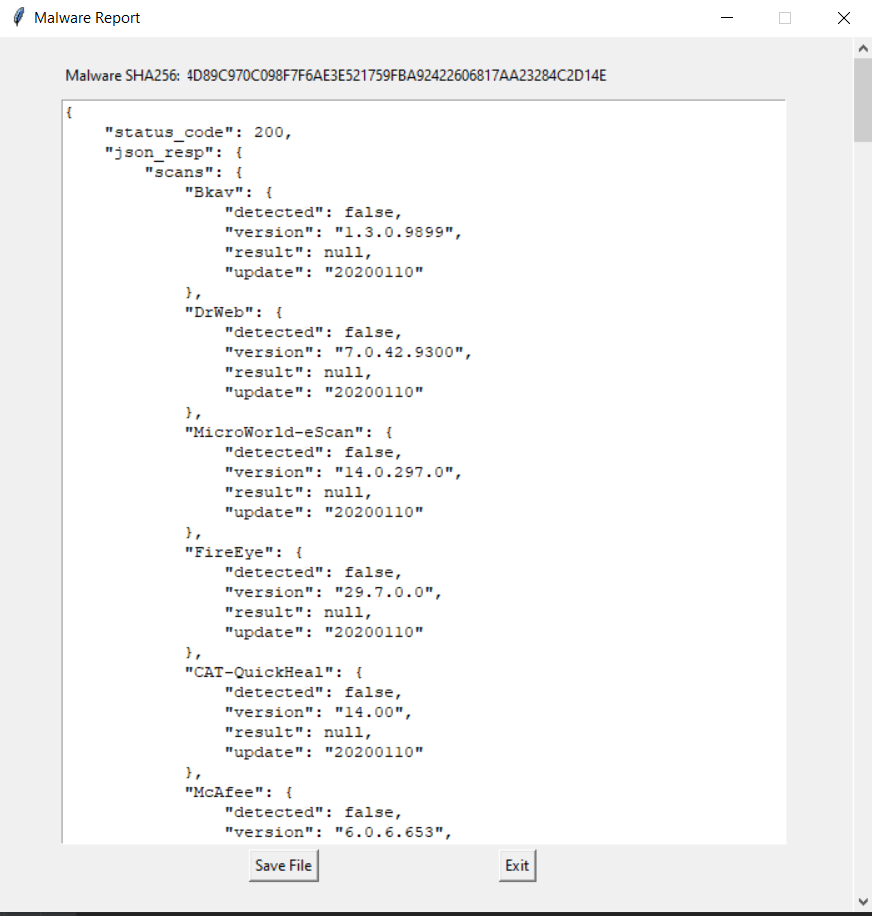 Malware Report
Malware SHA256: 4D89C970C098F7F6AE3E521759FBA92422606817AA23284C2D14E
{
    "status_code": 200,
    "json_resp": {
        "scans": {
            "Bkav": {
                "detected": false,
                "version": "1.3.0.9899",
                "result": null,
                "update": "20200110"
            },
            "DrWeb": {
                "detected": false,
                "version": "7.0.42.9300",
                "result": null,
                "update": "20200110"
            },
            "MicroWorld-eScan": {
                "detected": false,
                "version": "14.0.297.0",
                "result": null,
                "update": "20200110"
            },
            "FireEye": {
                "detected": false,
                "version": "29.7.0.0",
                "result": null,
                "update": "20200110"
            },
            "CAT-QuickHeal": {
                "detected": false,
                "version": "14.00",
                "result": null,
                "update": "20200110"
            },
            "McAfee": {
                "detected": false,
                "version": "6.0.6.653",
Save File Exit